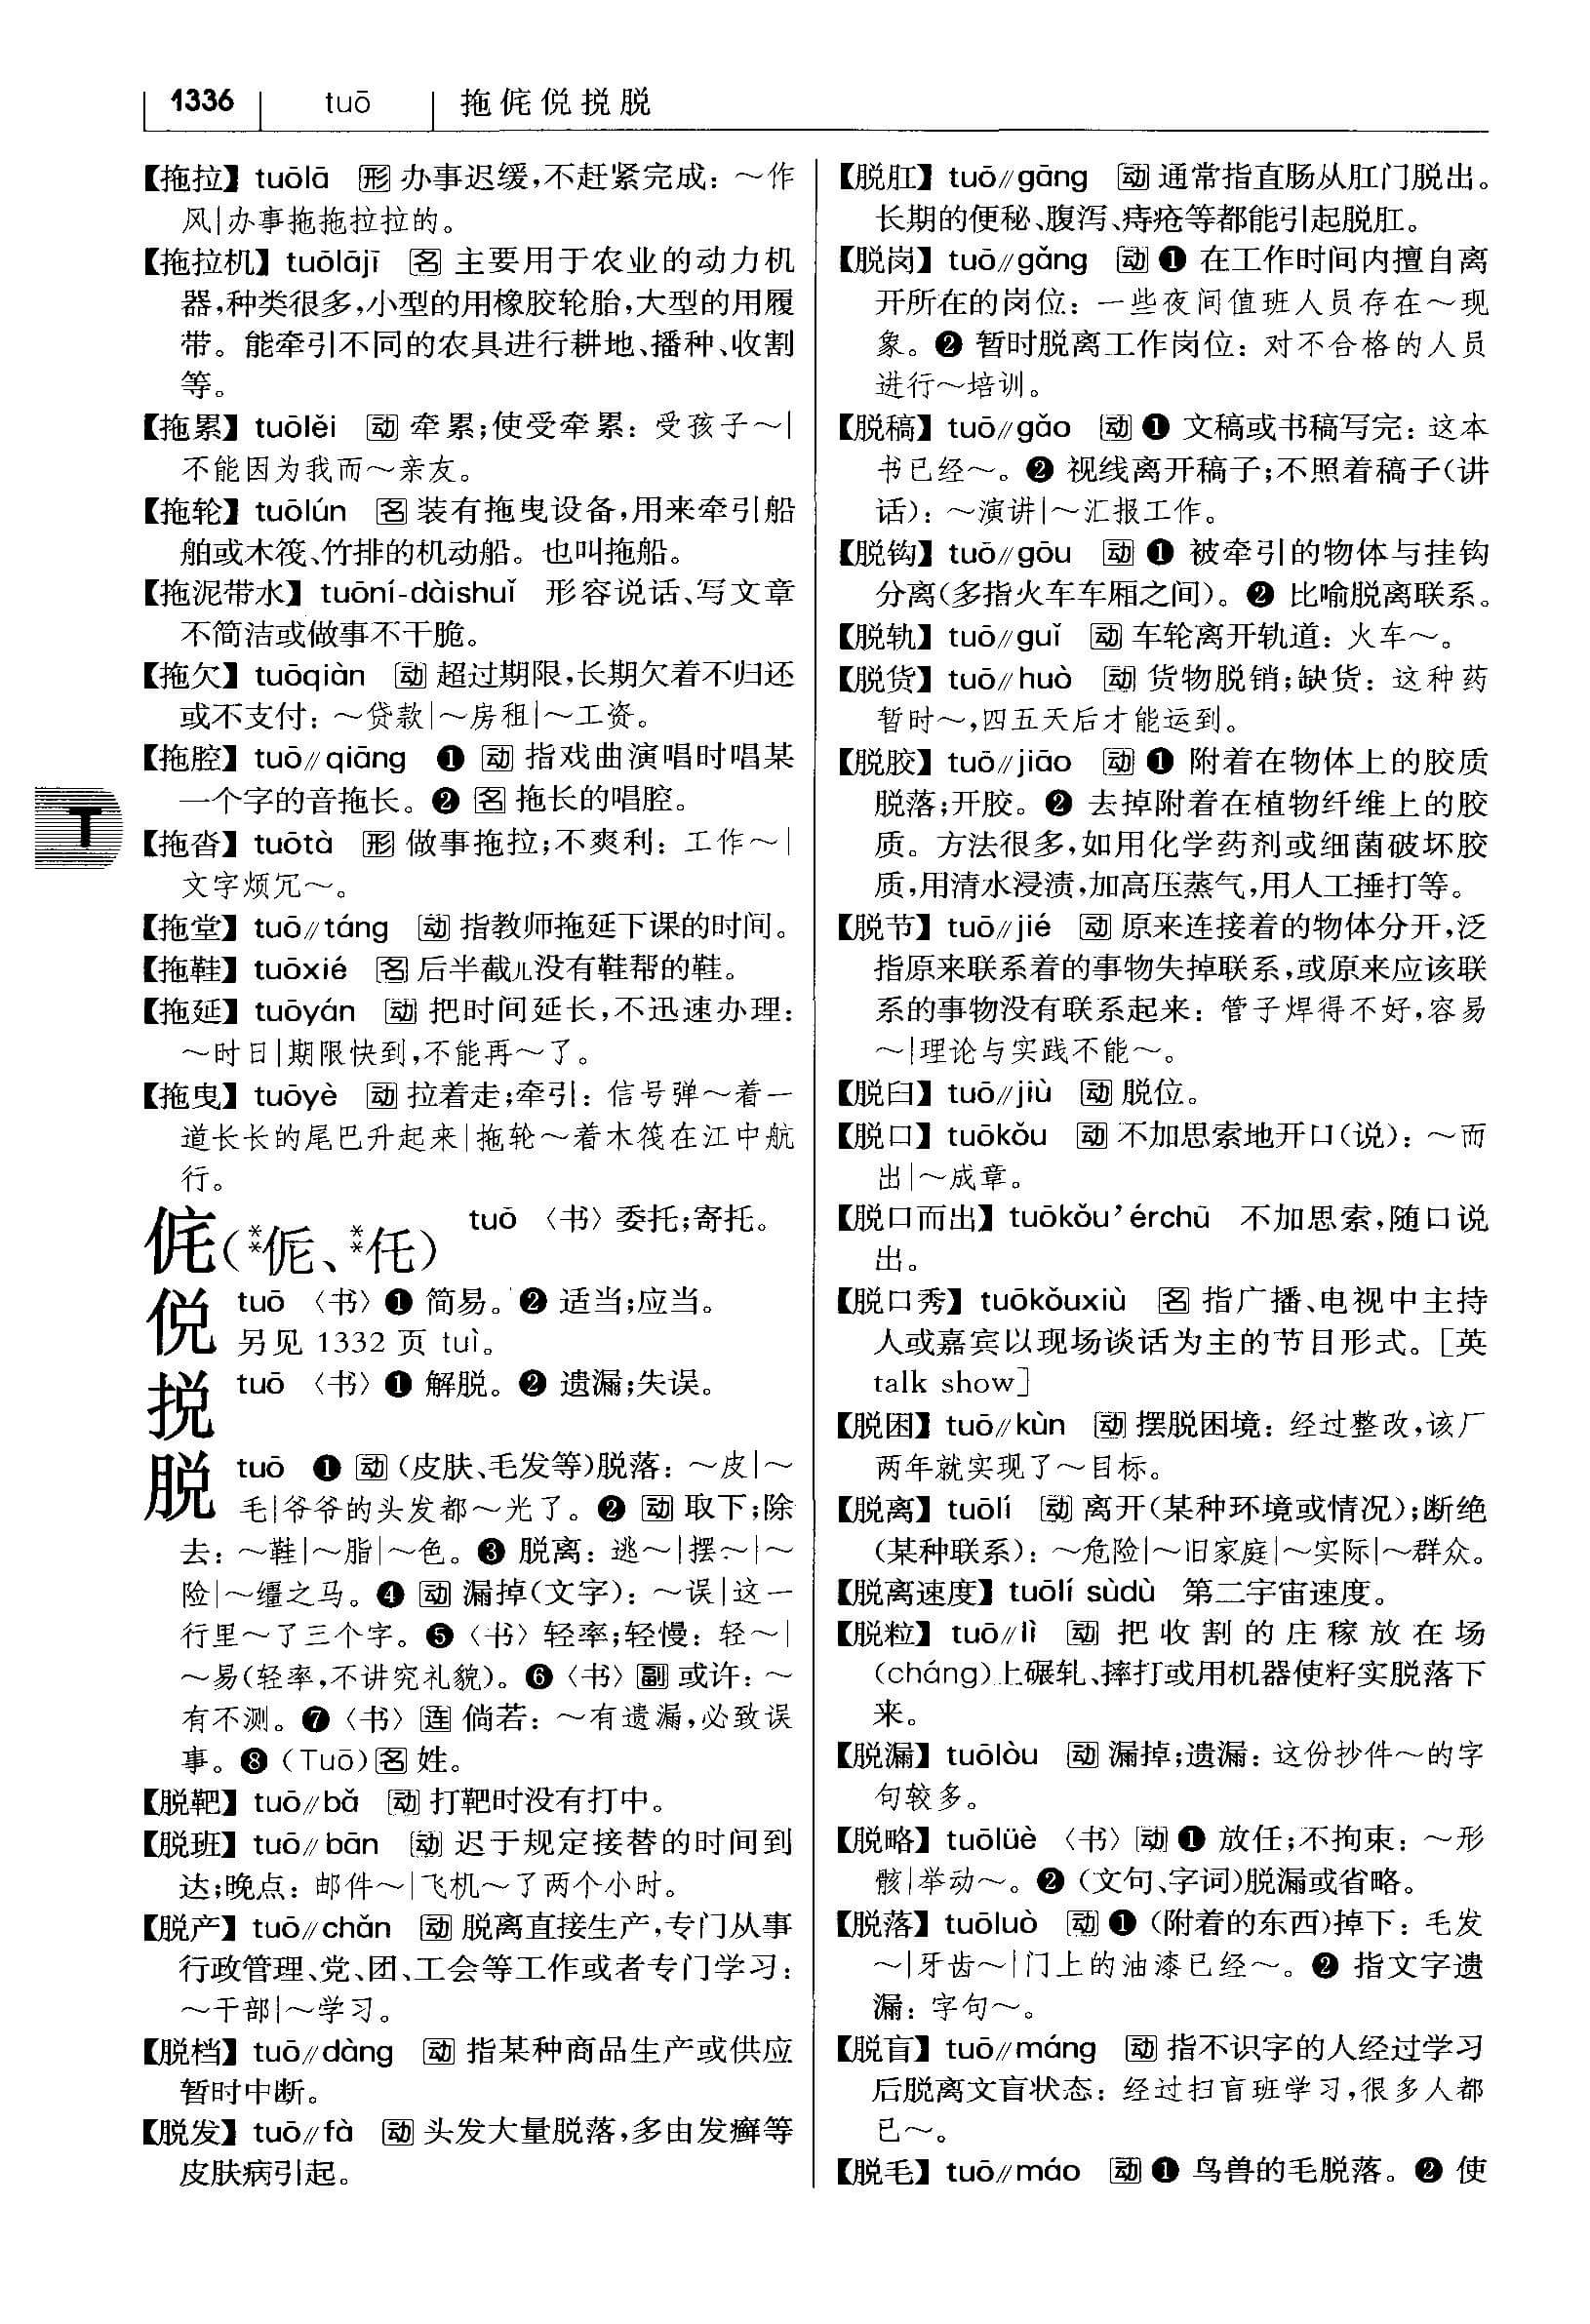 1336 tuō 拖侂侻挩脱
【拖拉】 tuōlā 形 办事迟缓,不赶紧完成：～作
风|办事拖拖拉拉的。
【拖拉机】 tuōlājī 名 主要用于农业的动力机
器,种类很多,小型的用橡胶轮胎,大型的用履
带。能牵引不同的农具进行耕地、播种、收割
等。
【拖累】 tuōlěi 动 牵累;使受牵累：受孩子～|
不能因为我而～亲友。
【拖轮】 tuōlún 名 装有拖曳设备,用来牵引船
舶或木筏、竹排的机动船。也叫拖船。
【拖泥带水】 tuōní-dàishuǐ 形容说话、写文章
不简洁或做事不干脆。
【拖欠】 tuōqiàn 动 超过期限,长期欠着不归还
或不支付：～贷款|～房租|～工资。
【拖腔】 tuō∥qiāng ❶ 动 指戏曲演唱时唱某
一个字的音拖长。❷ 名 拖长的唱腔。
T
【拖沓】 tuōtà 形 做事拖拉;不爽利：工作～|
文字烦冗～。
【拖堂】 tuō∥táng 动 指教师拖延下课的时间。
【拖鞋】 tuōxié 名 后半截儿没有鞋帮的鞋。
【拖延】 tuōyán 动 把时间延长,不迅速办理：
～时日|期限快到,不能再～了。
【拖曳】 tuōyè 动 拉着走;牵引：信号弹～着一
道长长的尾巴升起来|拖轮～着木筏在江中航
行。
侂(**㐌、**仛) tuō 〈书〉委托;寄托。
侻 tuō 〈书〉❶ 简易。❷ 适当;应当。
另见 1332 页 tuì。
挩 tuō 〈书〉❶ 解脱。❷ 遗漏;失误。
脱 tuō ❶ 动 (皮肤、毛发等)脱落：～皮|～
毛|爷爷的头发都～光了。❷ 动 取下;除
去：～鞋|～脂|～色。❸ 脱离：逃～|摆～|～
险|～缰之马。❹ 动 漏掉(文字)：～误|这一
行里～了三个字。❺〈书〉轻率;轻慢：轻～|
～易(轻率,不讲究礼貌)。❻〈书〉副 或许：～
有不测。❼〈书〉连 倘若：～有遗漏,必致误
事。❽ (Tuō) 名 姓。
【脱靶】 tuō∥bǎ 动 打靶时没有打中。
【脱班】 tuō∥bān 动 迟于规定接替的时间到
达;晚点：邮件～|飞机～了两个小时。
【脱产】 tuō∥chǎn 动 脱离直接生产,专门从事
行政管理、党、团、工会等工作或者专门学习：
～干部|～学习。
【脱档】 tuō∥dàng 动 指某种商品生产或供应
暂时中断。
【脱发】 tuō∥fà 动 头发大量脱落,多由发癣等
皮肤病引起。
【脱肛】 tuō∥gāng 动 通常指直肠从肛门脱出。
长期的便秘、腹泻、痔疮等都能引起脱肛。
【脱岗】 tuō∥gǎng 动 ❶ 在工作时间内擅自离
开所在的岗位：一些夜间值班人员存在～现
象。❷ 暂时脱离工作岗位：对不合格的人员
进行～培训。
【脱稿】 tuō∥gǎo 动 ❶ 文稿或书稿写完：这本
书已经～。❷ 视线离开稿子;不照着稿子(讲
话)：～演讲|～汇报工作。
【脱钩】 tuō∥gōu 动 ❶ 被牵引的物体与挂钩
分离(多指火车车厢之间)。❷ 比喻脱离联系。
【脱轨】 tuō∥guǐ 动 车轮离开轨道：火车～。
【脱货】 tuō∥huò 动 货物脱销;缺货：这种药
暂时～,四五天后才能运到。
【脱胶】 tuō∥jiāo 动 ❶ 附着在物体上的胶质
脱落;开胶。❷ 去掉附着在植物纤维上的胶
质。方法很多,如用化学药剂或细菌破坏胶
质,用清水浸渍,加高压蒸气,用人工捶打等。
【脱节】 tuō∥jié 动 原来连接着的物体分开,泛
指原来联系着的事物失掉联系,或原来应该联
系的事物没有联系起来：管子焊得不好,容易
～|理论与实践不能～。
【脱臼】 tuō∥jiù 动 脱位。
【脱口】 tuōkǒu 动 不加思索地开口(说)：～而
出|～成章。
【脱口而出】 tuōkǒu’érchū 不加思索,随口说
出。
【脱口秀】 tuōkǒuxiù 名 指广播、电视中主持
人或嘉宾以现场谈话为主的节目形式。[英
talk show]
【脱困】 tuō∥kùn 动 摆脱困境：经过整改,该厂
两年就实现了～目标。
【脱离】 tuōlí 动 离开(某种环境或情况);断绝
(某种联系)：～危险|～旧家庭|～实际|～群众。
【脱离速度】 tuōlí sùdù 第二宇宙速度。
【脱粒】 tuō∥lì 动 把收割的庄稼放在场
(cháng)上碾轧、摔打或用机器使籽实脱落下
来。
【脱漏】 tuōlòu 动 漏掉;遗漏：这份抄件～的字
句较多。
【脱略】 tuōlüè 〈书〉动 ❶ 放任;不拘束：～形
骸|举动～。❷ (文句、字词)脱漏或省略。
【脱落】 tuōluò 动 ❶ (附着的东西)掉下：毛发
～|牙齿～|门上的油漆已经～。❷ 指文字遗
漏：字句～。
【脱盲】 tuō∥máng 动 指不识字的人经过学习
后脱离文盲状态：经过扫盲班学习,很多人都
已～。
【脱毛】 tuō∥máo 动 ❶ 鸟兽的毛脱落。❷ 使